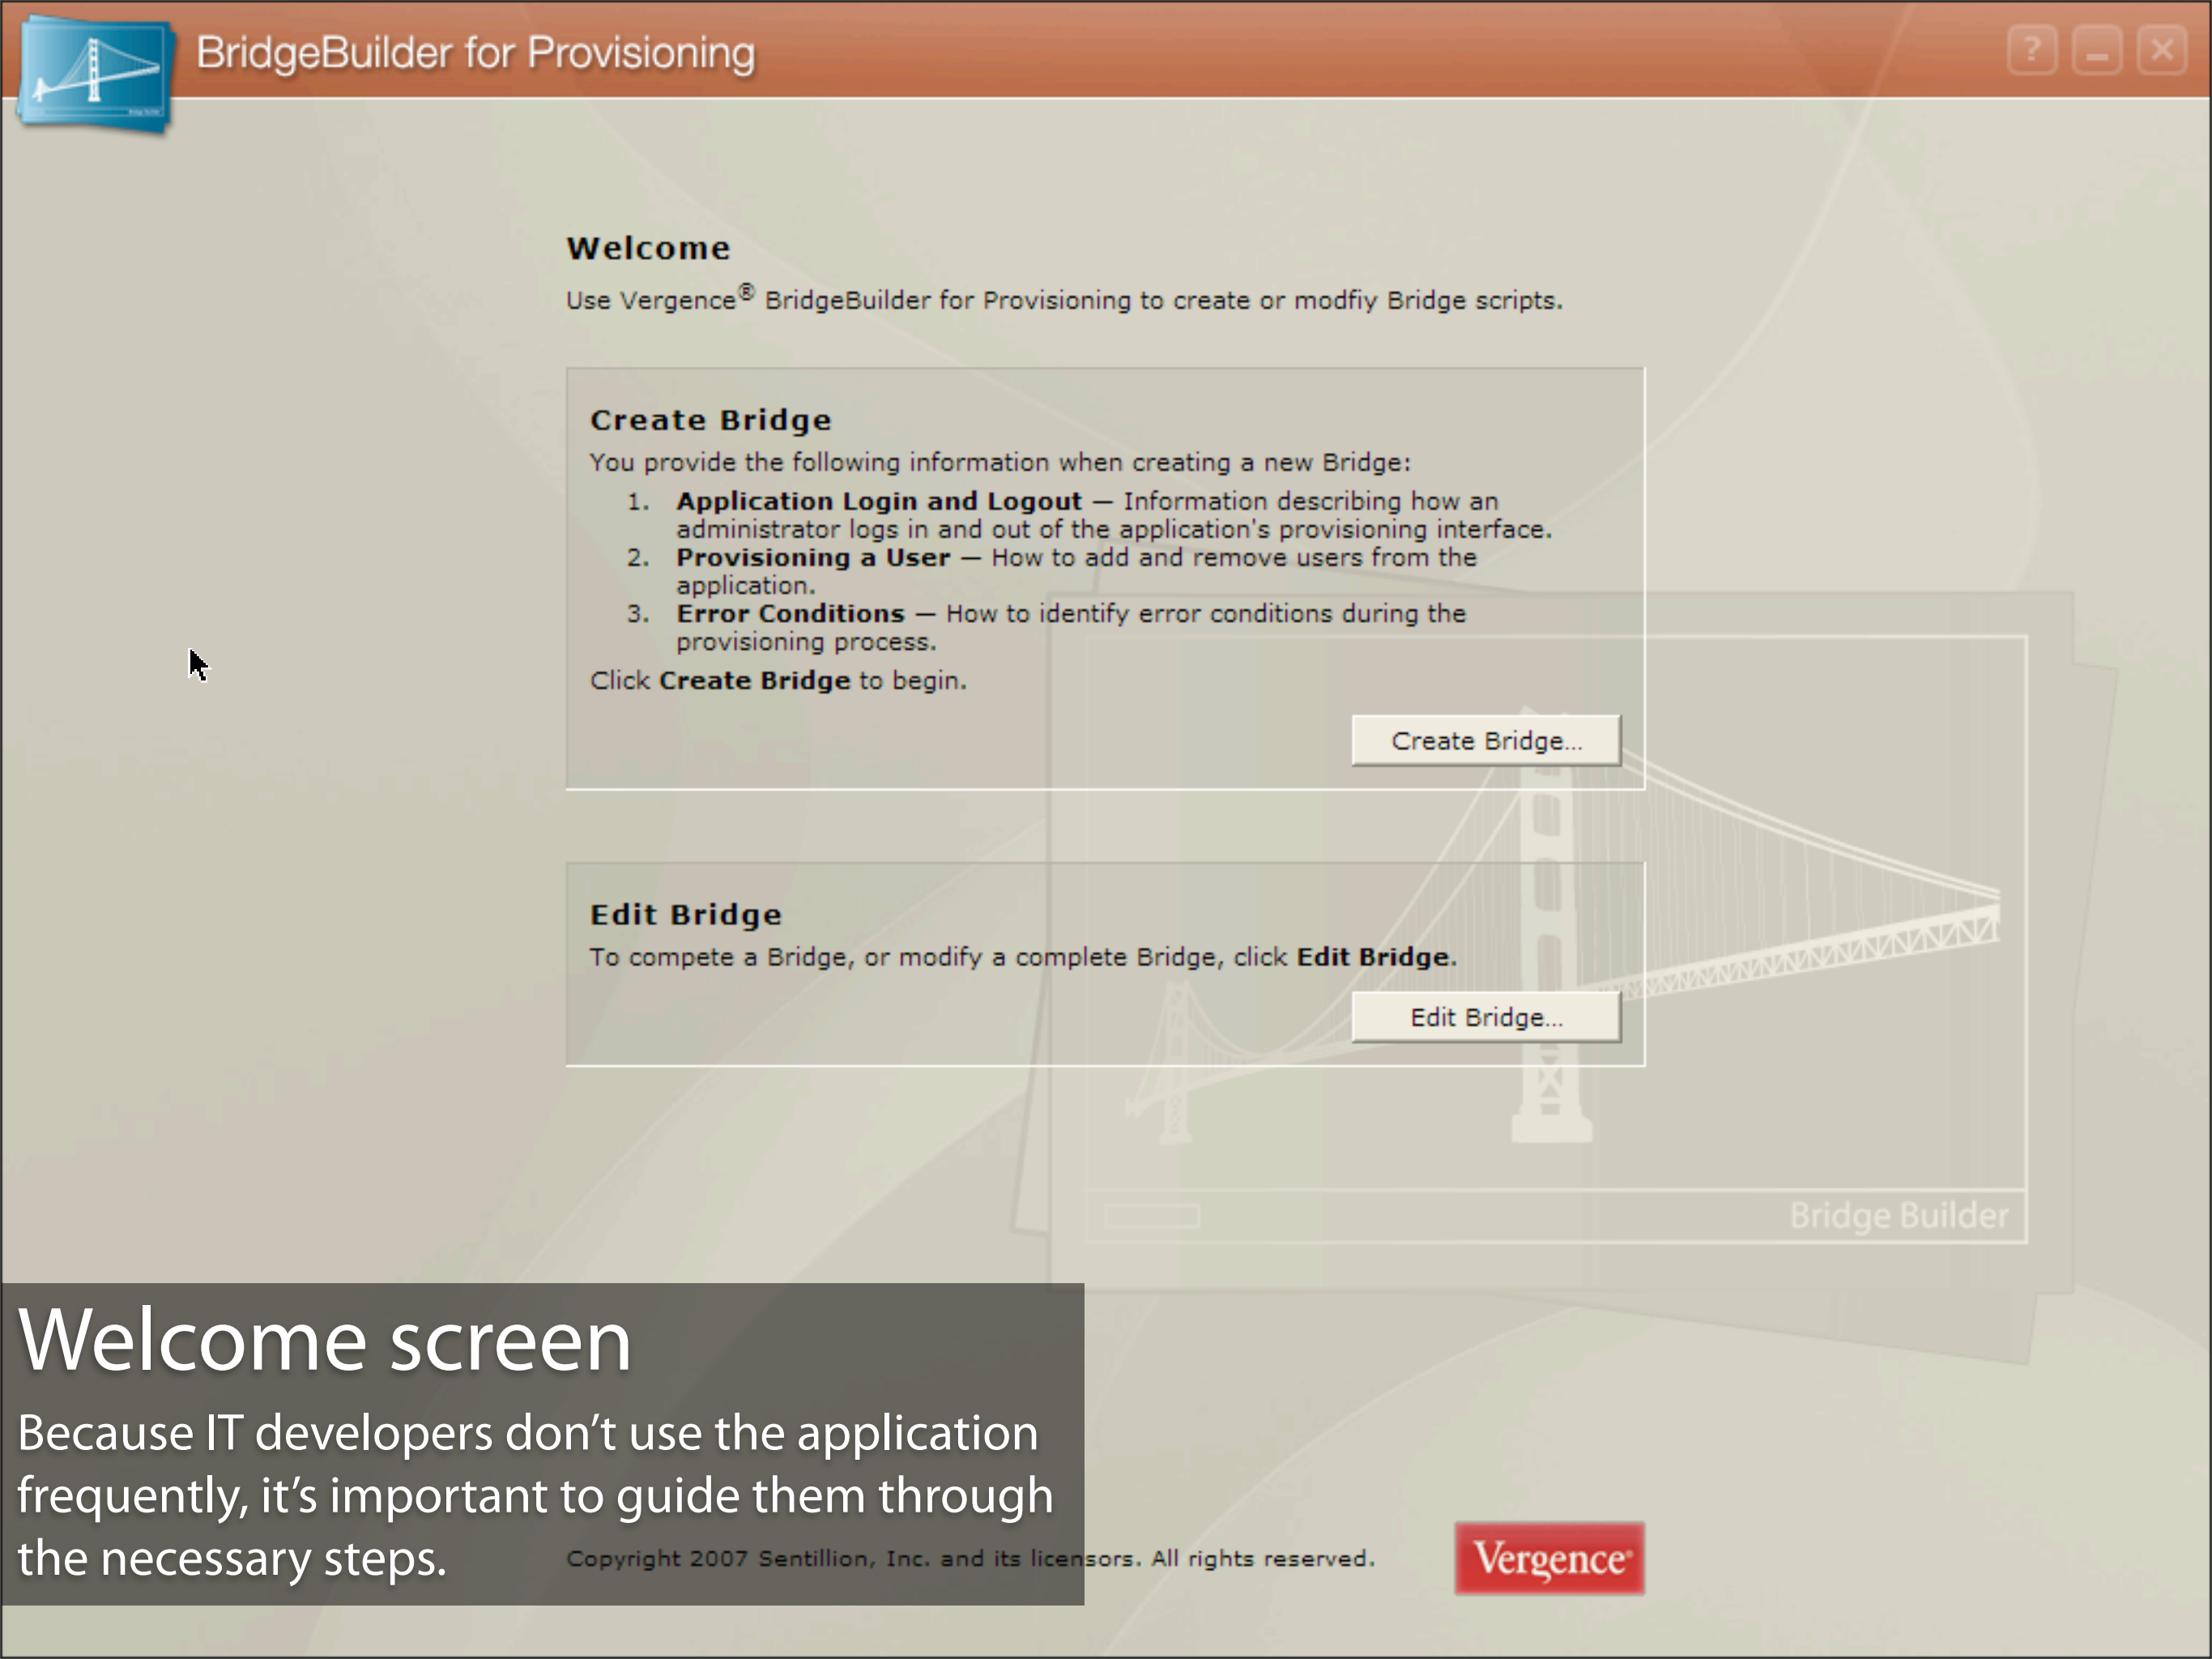 BridgeBuilder for Provisioning
?
Welcome
Use Vergence® BridgeBuilder for Provisioning to create or modfiy Bridge scripts.
Create Bridge
You provide the following information when creating a new Bridge:
1. Application Login and Logout — Information describing how an
administrator logs in and out of the application's provisioning interface.
2. Provisioning a User — How to add and remove users from the
application.
3. Error Conditions — How to identify error conditions during the
provisioning process.
Click Create Bridge to begin.
Create Bridge...
Edit Bridge
To compete a Bridge, or modify a complete Bridge, click Edit Bridge.
Edit Bridge...
Bridge Builder
Welcome screen
Because IT developers don’t use the application
frequently, it’s important to guide them through
the necessary steps.
Copyright 2007 Sentillion, Inc. and its licensors. All rights reserved.
Vergence®